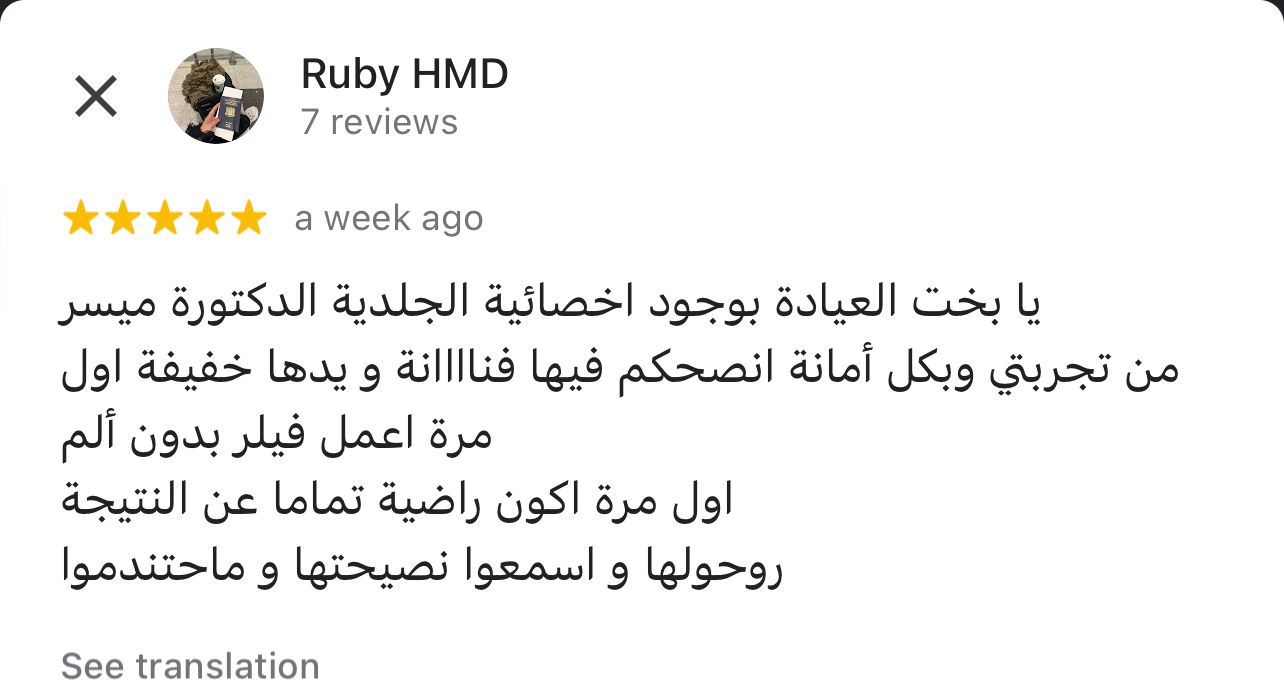 Ruby HMD
7 reviews
a week ago
يا بخت العيادة بوجود اخصائية الجلدية الدكتورة ميسر
من تجربتي وبكل أمانة انصحكم فيها فنااانة و يدها خفيفة اول
مرة اعمل فيلر بدون ألم
اول مرة اكون راضية تماما عن النتيجة
روحولها و اسمعوا نصيحتها و ماحتندموا
See translation